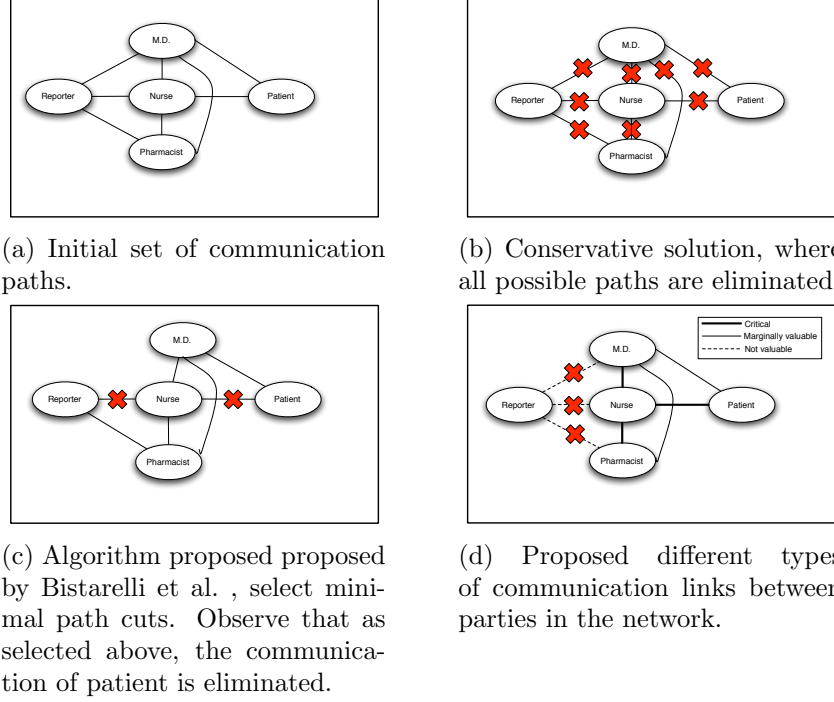 M.D.
Reporter
Nurse
Patient
Pharmacist
M.D.
Reporter
Nurse
Patient
Pharmacist
(a) Initial set of communication
paths.
(b) Conservative solution, where
all possible paths are eliminated
M.D.
Reporter
Nurse
Patient
Pharmacist
Critical
Marginally valuable
Not valuable
M.D.
Reporter
Nurse
Patient
Pharmacist
(c) Algorithm proposed proposed
by Bistarelli et al. , select mini-
mal path cuts. Observe that as
selected above, the communica-
tion of patient is eliminated.
(d) Proposed different types
of communication links between
parties in the network.